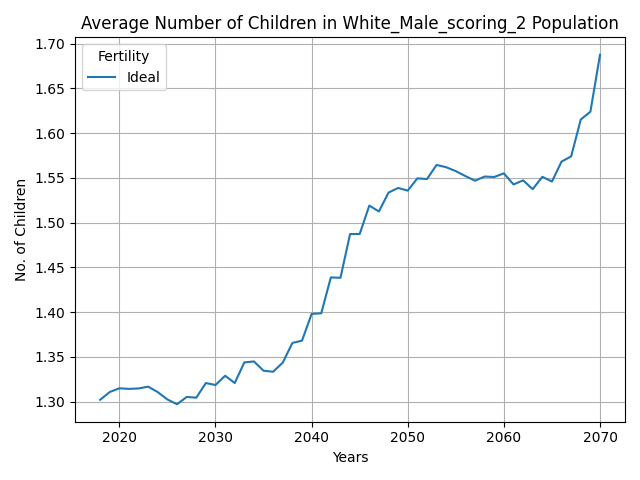 Average Number of Children in White_Male_scoring_2 Population
Fertility
Ideal
No. of Children
1.70
1.65
1.60
1.55
1.50
1.45
1.40
1.35
1.30
2020 2030 2040 2050 2060 2070
Years